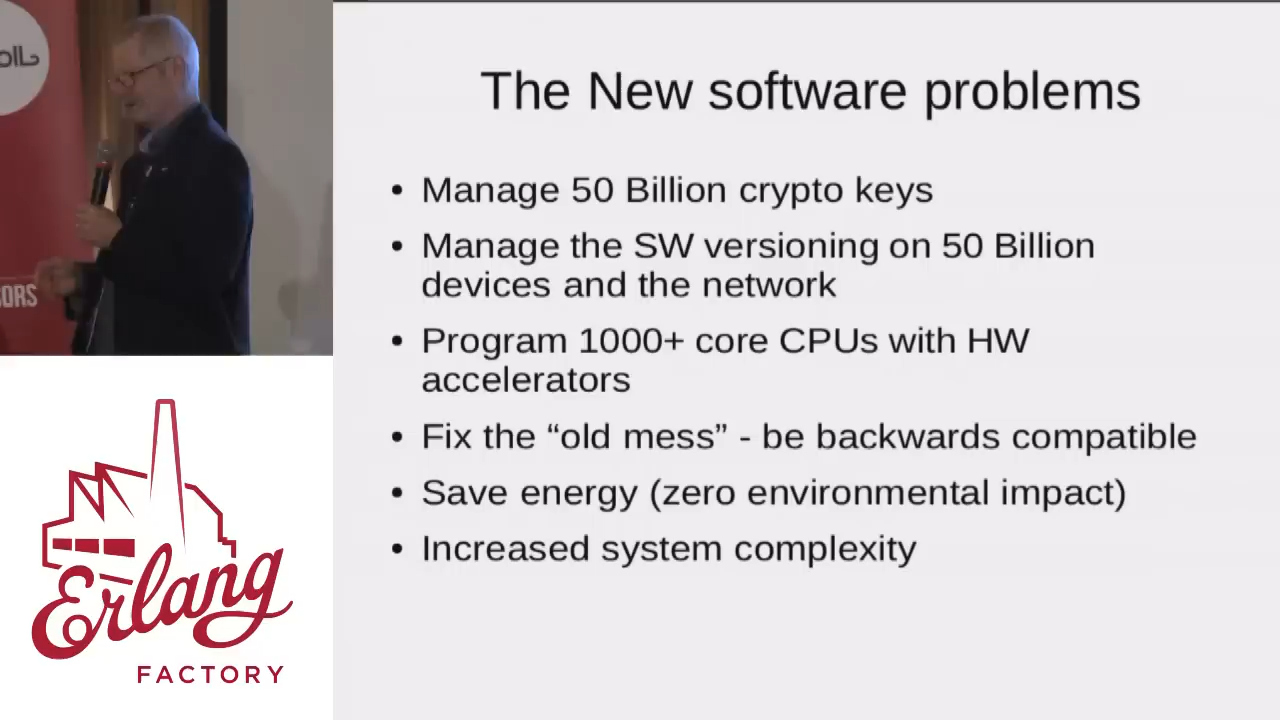 The New software problems
• Manage 50 Billion crypto keys
• Manage the SW versioning on 50 Billion
devices and the network
• Program 1000+ core CPUs with HW
accelerators
• Fix the “old mess” - be backwards compatible
• Save energy (zero environmental impact)
• Increased system complexity
Erlang
FACTORY